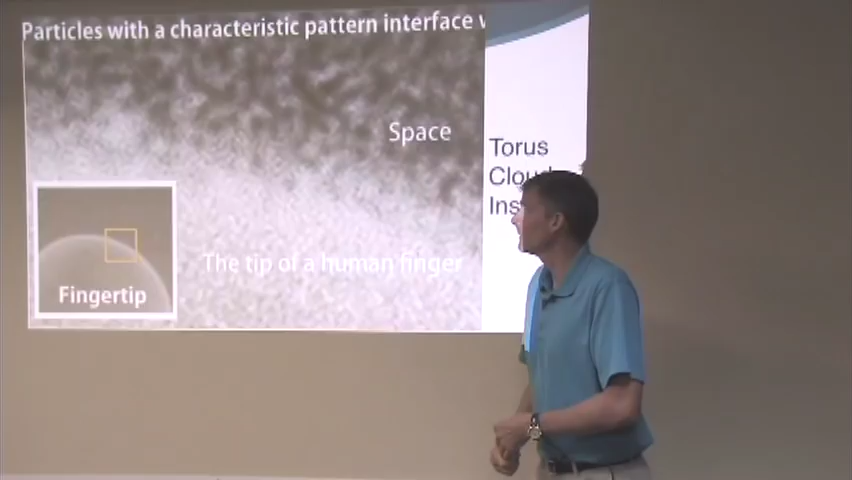 Particles with a characteristic pattern interface
Space
Torus
The tip of a human finger
Fingertip